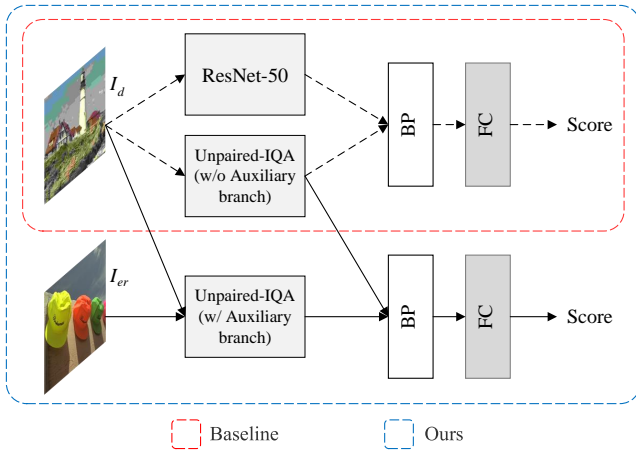 I_d
ResNet-50
Unpaired-IQA
(w/o Auxiliary
branch)
BP
FC
Score
I_er
Unpaired-IQA
(w/ Auxiliary
branch)
BP
FC
Score
Baseline
Ours